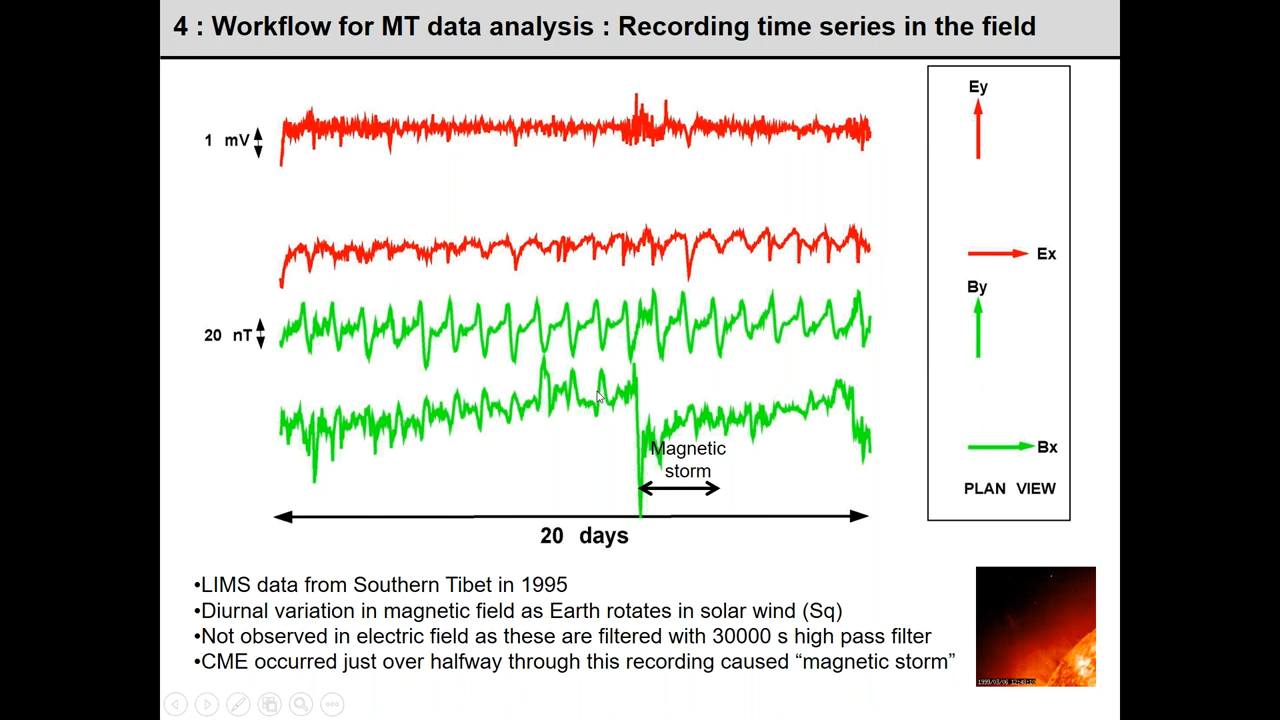 4 : Workflow for MT data analysis : Recording time series in the field
Ey
1 mV
Ex
By
20 nT
Magnetic
storm
Bx
PLAN VIEW
20 days
•LIMS data from Southern Tibet in 1995
•Diurnal variation in magnetic field as Earth rotates in solar wind (Sq)
•Not observed in electric field as these are filtered with 30000 s high pass filter
•CME occurred just over halfway through this recording caused “magnetic storm”